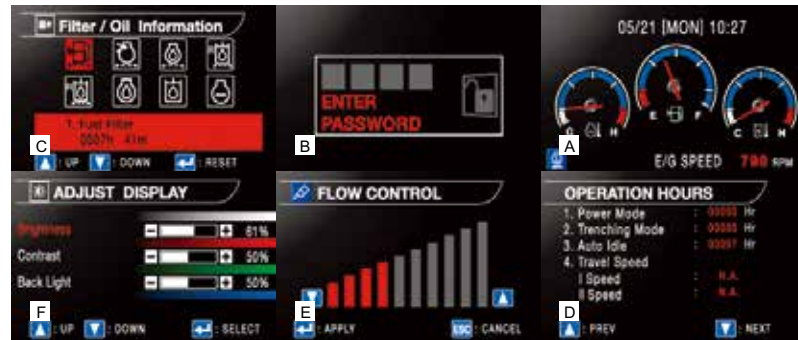 Filter / Oil Information
1. Fuel Filter
: UP : DOWN : RESET
C
ENTER
PASSWORD
B
05/21 [MON] 10:27
E F
C H
C H
E/G SPEED 790 RPM
A
ADJUST DISPLAY
Brightness - + 61%
Contrast - + 50%
Back Light - + 50%
: UP : DOWN : SELECT
F
FLOW CONTROL
: APPLY ESC : CANCEL
E
OPERATION HOURS
1. Power Mode : Hr
2. Trenching Mode : Hr
3. Auto Idle : Hr
4. Travel Speed
I Speed : N.A.
II Speed : N.A.
: PREV : NEXT
D